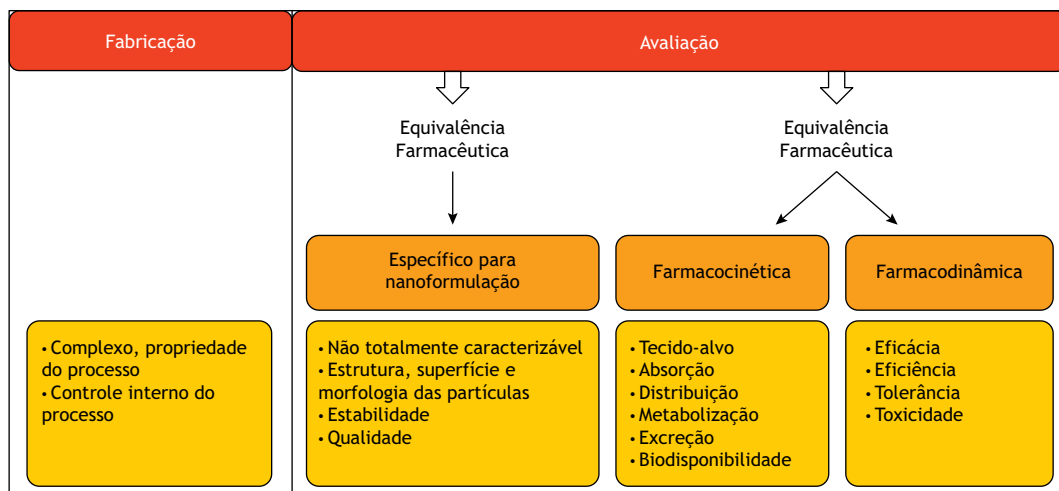 Fabricação
Avaliação
Equivalência
Farmacêutica
Equivalência
Farmacêutica
Específico para
nanoformulação
Farmacocinética
Farmacodinâmica
• Complexo, propriedade
do processo
• Controle interno do
processo
• Não totalmente caracterizável
• Estrutura, superfície e
morfologia das partículas
• Estabilidade
• Qualidade
• Tecido-alvo
• Absorção
• Distribuição
• Metabolização
• Excreção
• Biodisponibilidade
• Eficácia
• Eficiência
• Tolerância
• Toxicidade